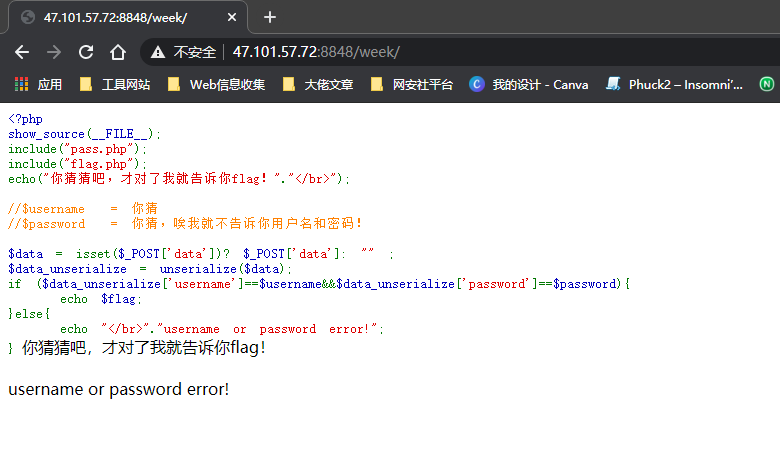 47.101.57.72:8848/week/
不安全 47.101.57.72:8848/week/
应用 工具网站 Web信息收集 大佬文章 网安社平台 我的设计 - Canva Phuck2 – Insomni'...
<?php
show_source(__FILE__);
include("pass.php");
include("flag.php");
echo("你猜猜吧，才对了我就告诉你flag！"."</br>");
//$username = 你猜
//$password = 你猜，唉我就不告诉你用户名和密码！
$data = isset($_POST['data'])? $_POST['data']: "" ;
$data_unserialize = unserialize($data);
if ($data_unserialize['username']==$username&&$data_unserialize['password']==$password){
echo $flag;
}else{
echo "</br>"."username or password error!";
} 你猜猜吧，才对了我就告诉你flag！
username or password error!